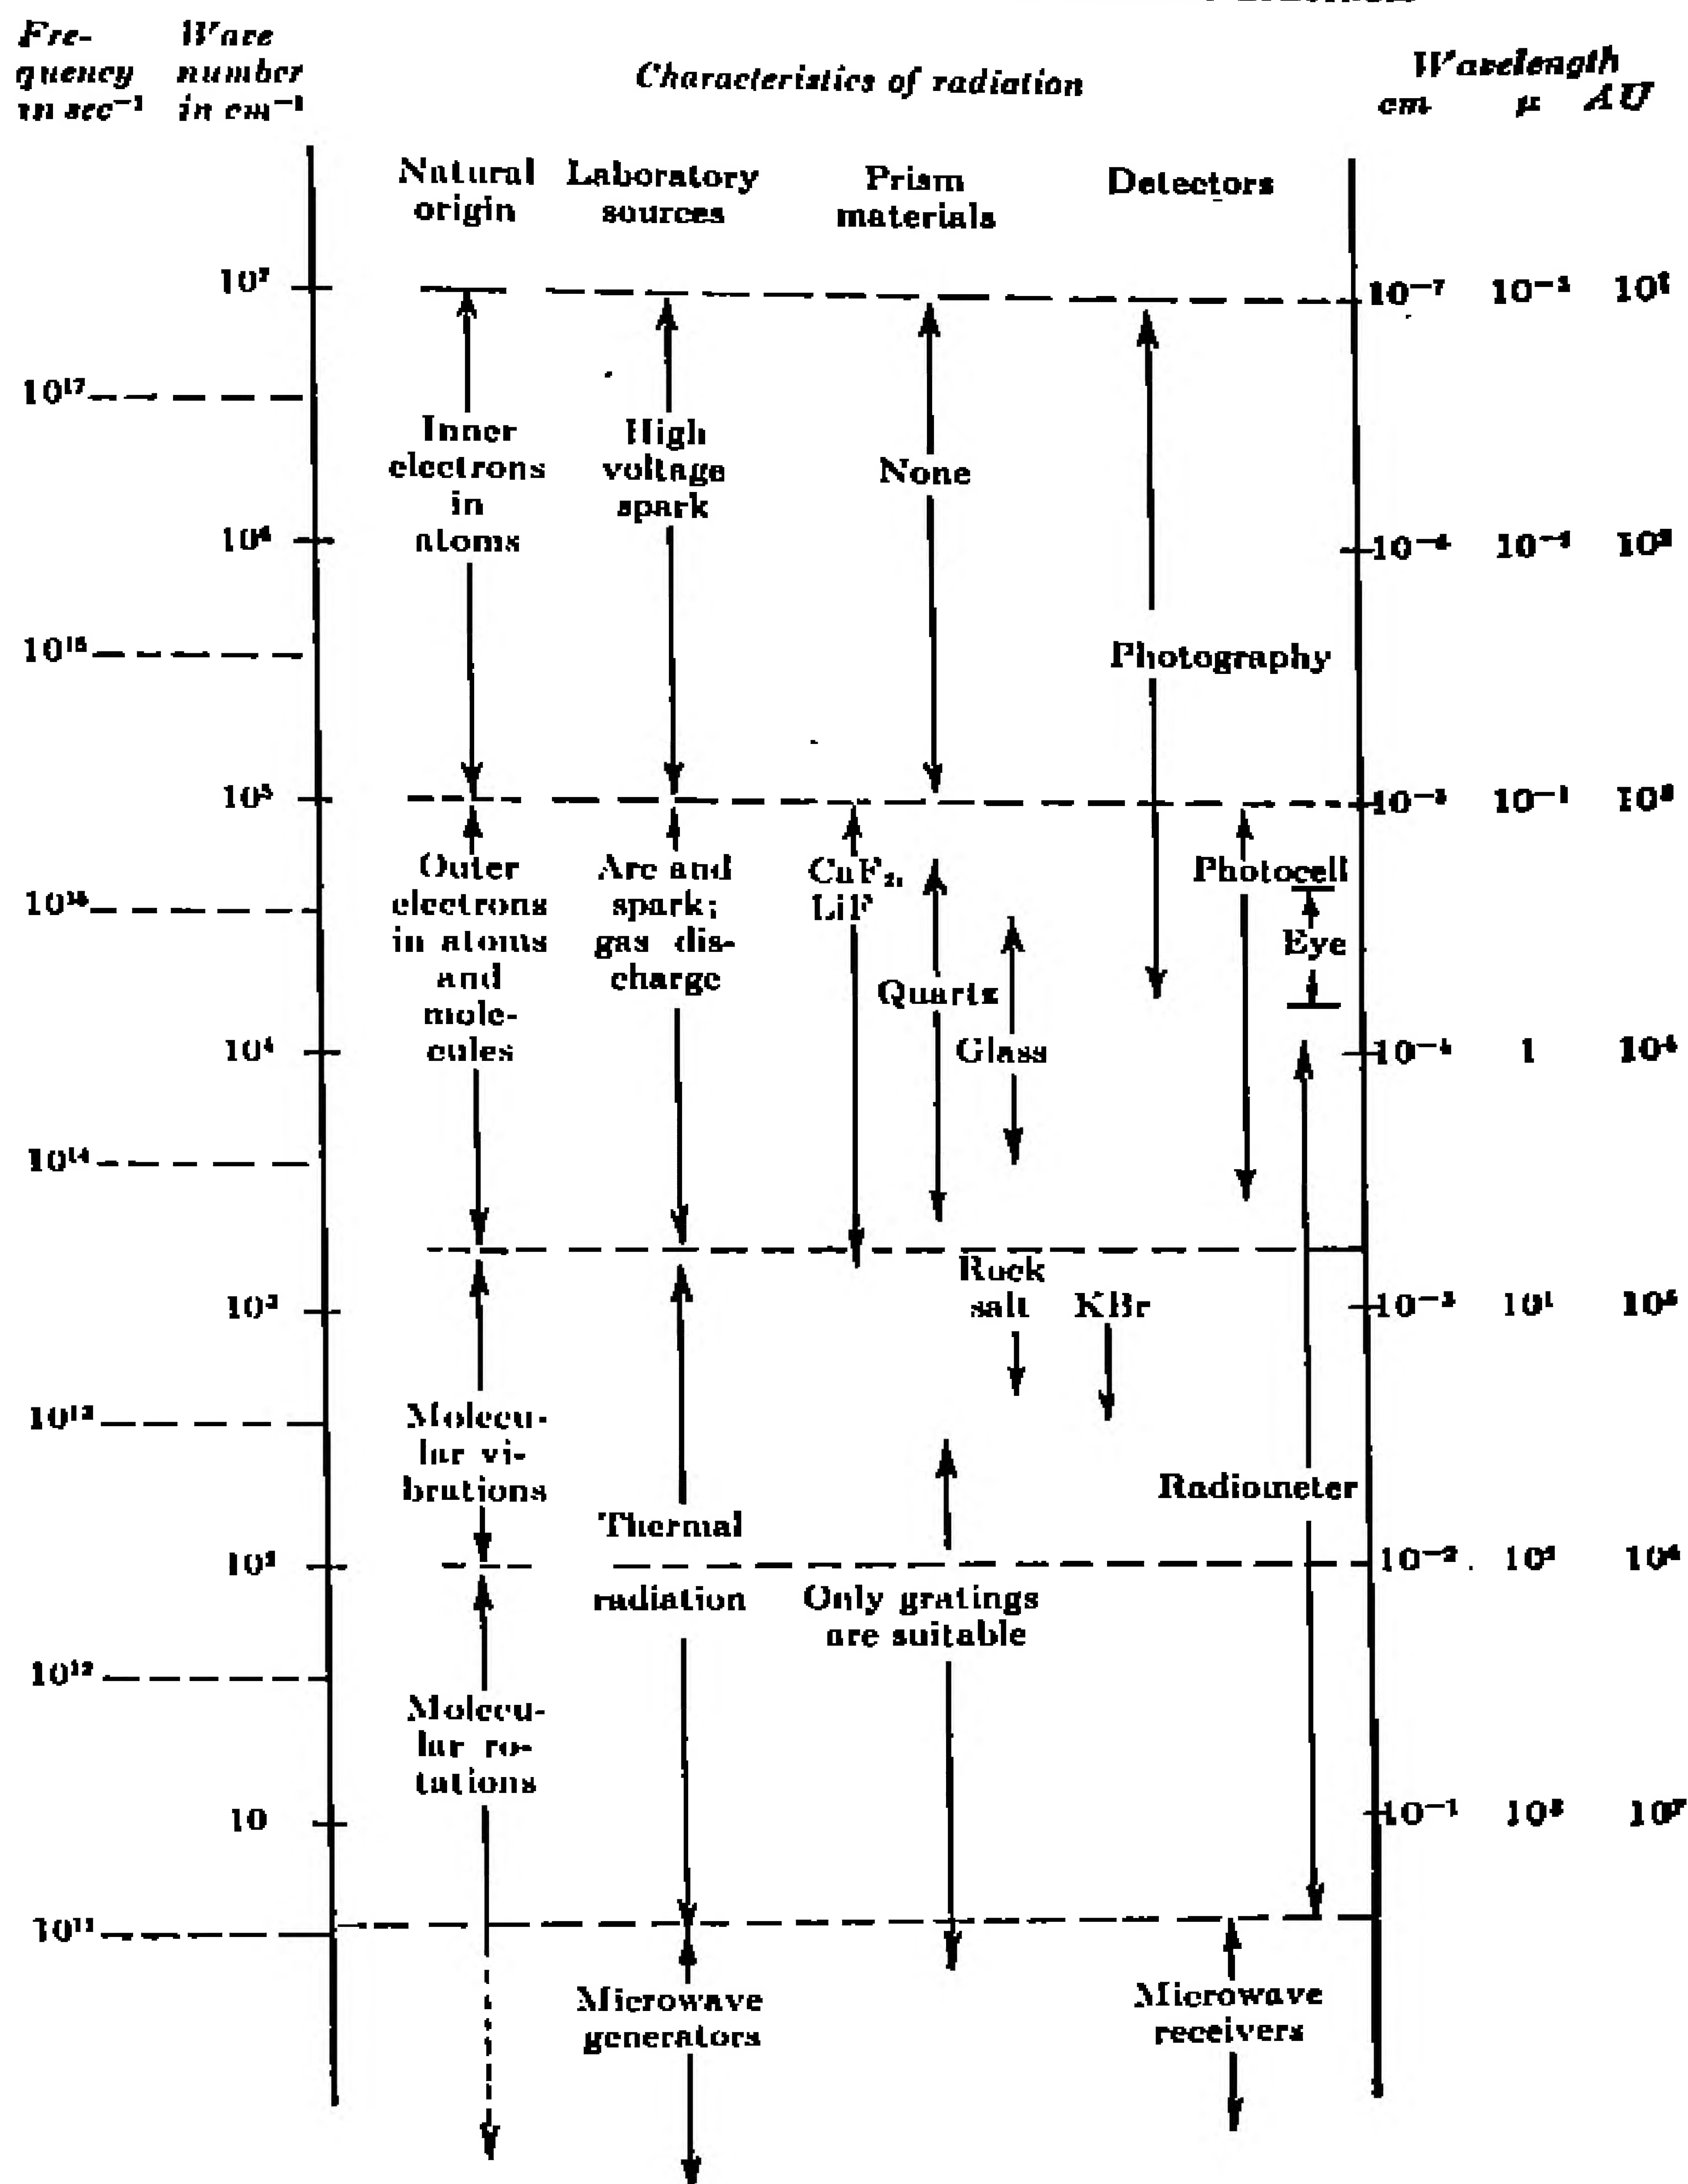 Fre-
quency
in sec⁻¹
Wave
number
in cm⁻¹
Characteristics of radiation
Wavelength
cm μ AU
Natural
origin
Laboratory
sources
Prism
materials
Detectors
10⁷
10⁻⁷ 10⁻³ 10¹
10¹⁷
Inner
electrons
in
atoms
High
voltage
spark
None
10⁶
10⁻⁶ 10⁻² 10²
10¹⁶
Photography
10⁵
10⁻⁵ 10⁻¹ 10³
Outer
electrons
in atoms
and
mole-
cules
Arc and
spark;
gas dis-
charge
CaF₂,
LiF
Photocell
10¹⁵
Eye
Quartz
Glass
10⁴
10⁻⁴ 1 10⁴
10¹⁴
Rock
salt
KBr
10³
10⁻³ 10¹ 10⁵
10¹³
Molecu-
lar vi-
brations
Radiometer
Thermal
radiation
10²
10⁻² 10² 10⁶
Only gratings
are suitable
10¹²
Molecu-
lar ro-
tations
10
10⁻¹ 10³ 10⁷
10¹¹
Microwave
generators
Microwave
receivers